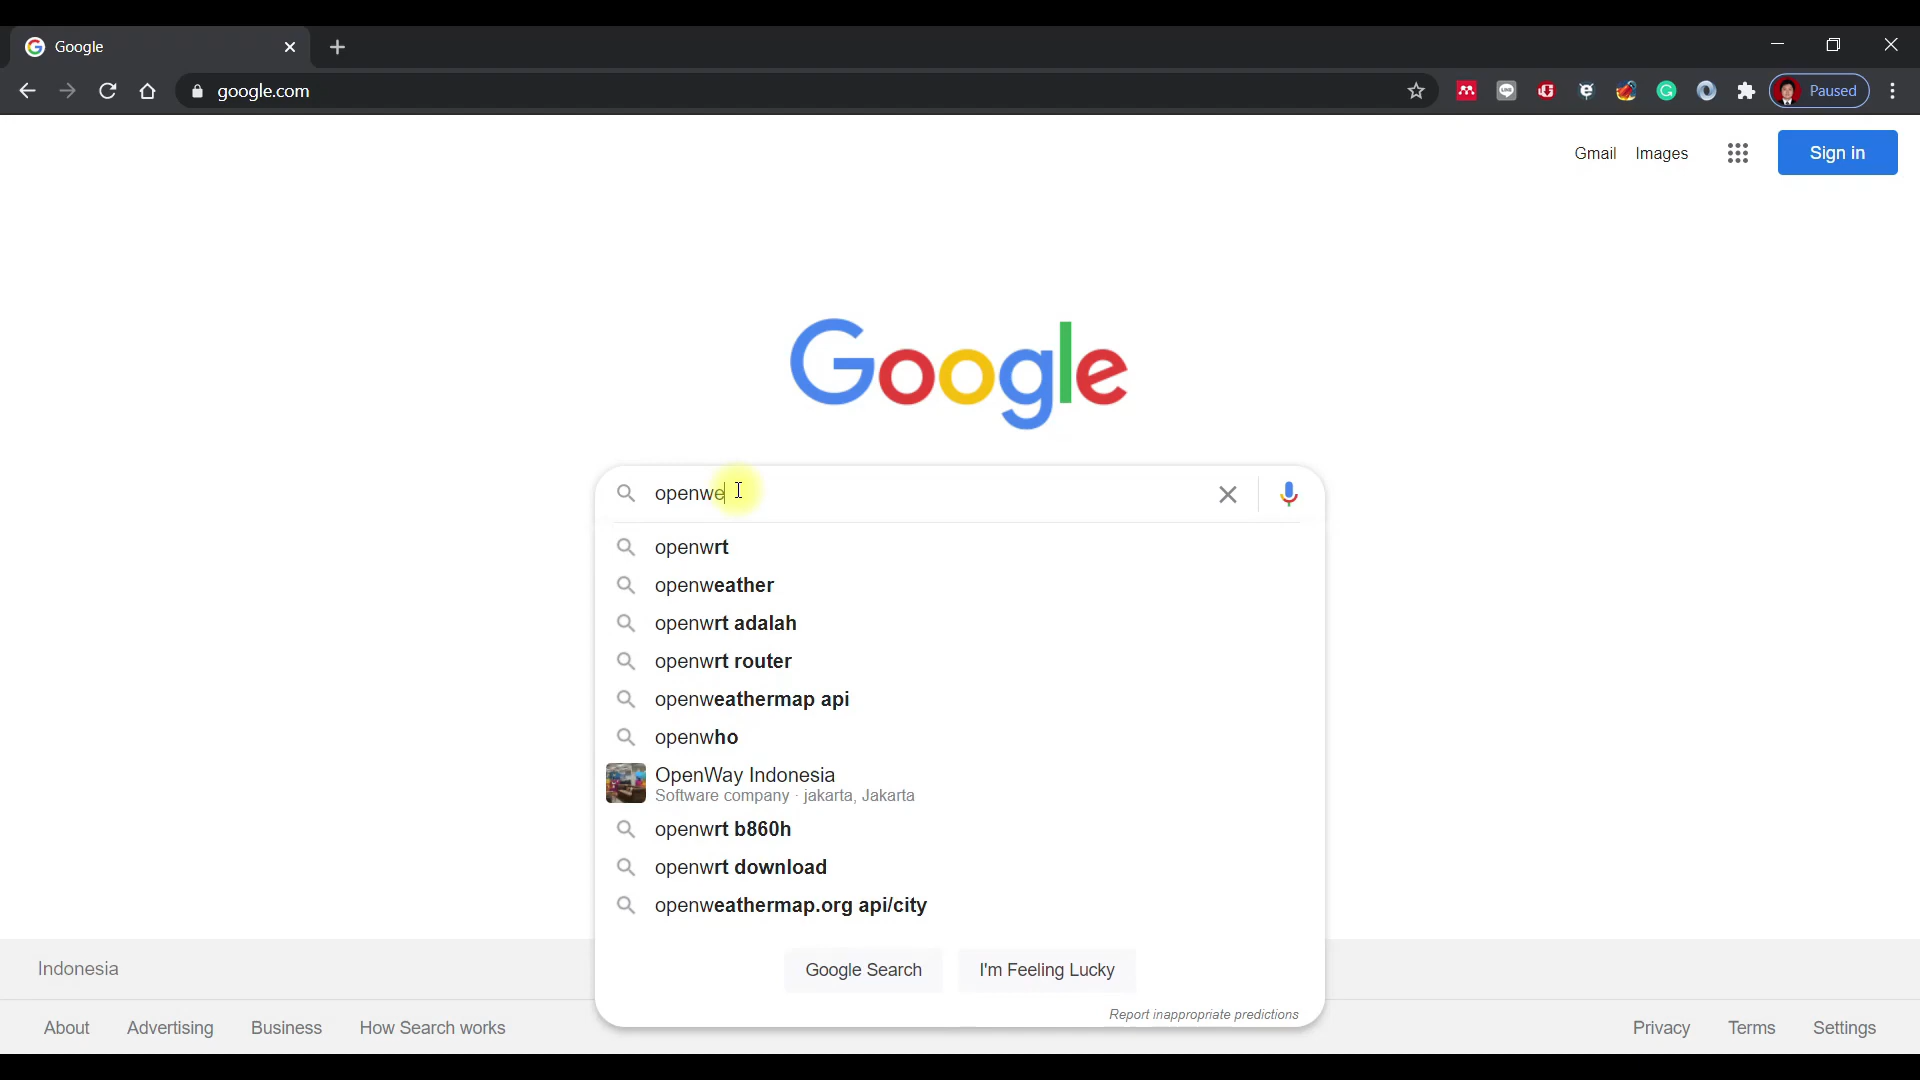 Google
google.com
Paused
Gmail Images
Sign in
Google
openwe
openwrt
openweather
openwrt adalah
openwrt router
openweathermap api
openwho
OpenWay Indonesia
Software company · jakarta, Jakarta
openwrt b860h
openwrt download
openweathermap.org api/city
Google Search I'm Feeling Lucky
Report inappropriate predictions
Indonesia
About Advertising Business How Search works Privacy Terms Settings